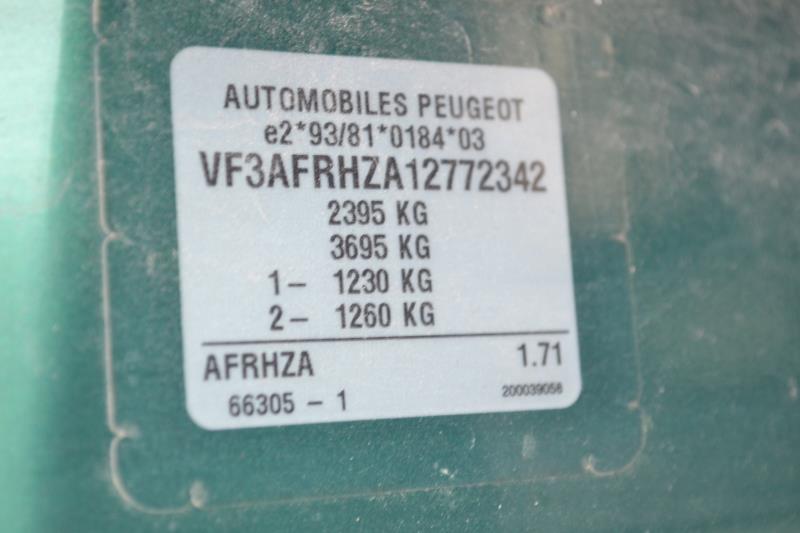 AUTOMOBILES PEUGEOT
e2*93/81*0184*03
VF3AFRHZA12772342
2395 KG
3695 KG
1- 1230 KG
2- 1260 KG
AFRHZA 1.71
66305 - 1 200039058